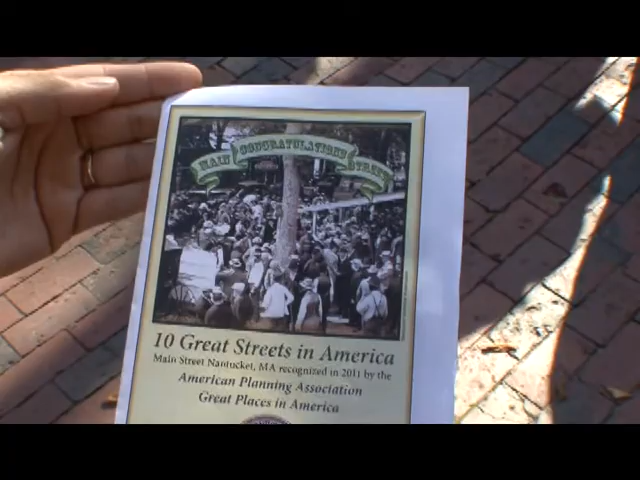 MAIN CONGRATULATIONS STREET
10 Great Streets in America
Main Street Nantucket, MA recognized in 2011 by the
American Planning Association
Great Places in America